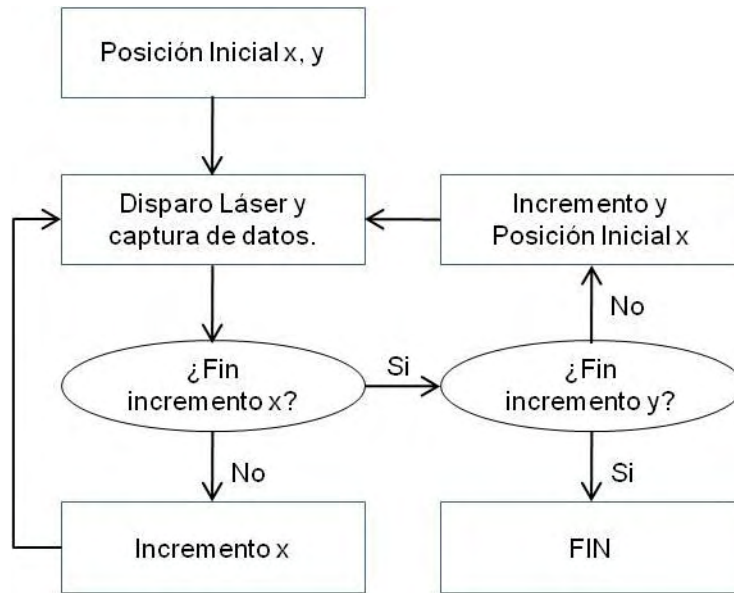 Posición Inicial x, y
Disparo Láser y
captura de datos.
Incremento y
Posición Inicial x
No
¿Fin
incremento x?
Si
¿Fin
incremento y?
No
Si
Incremento x
FIN